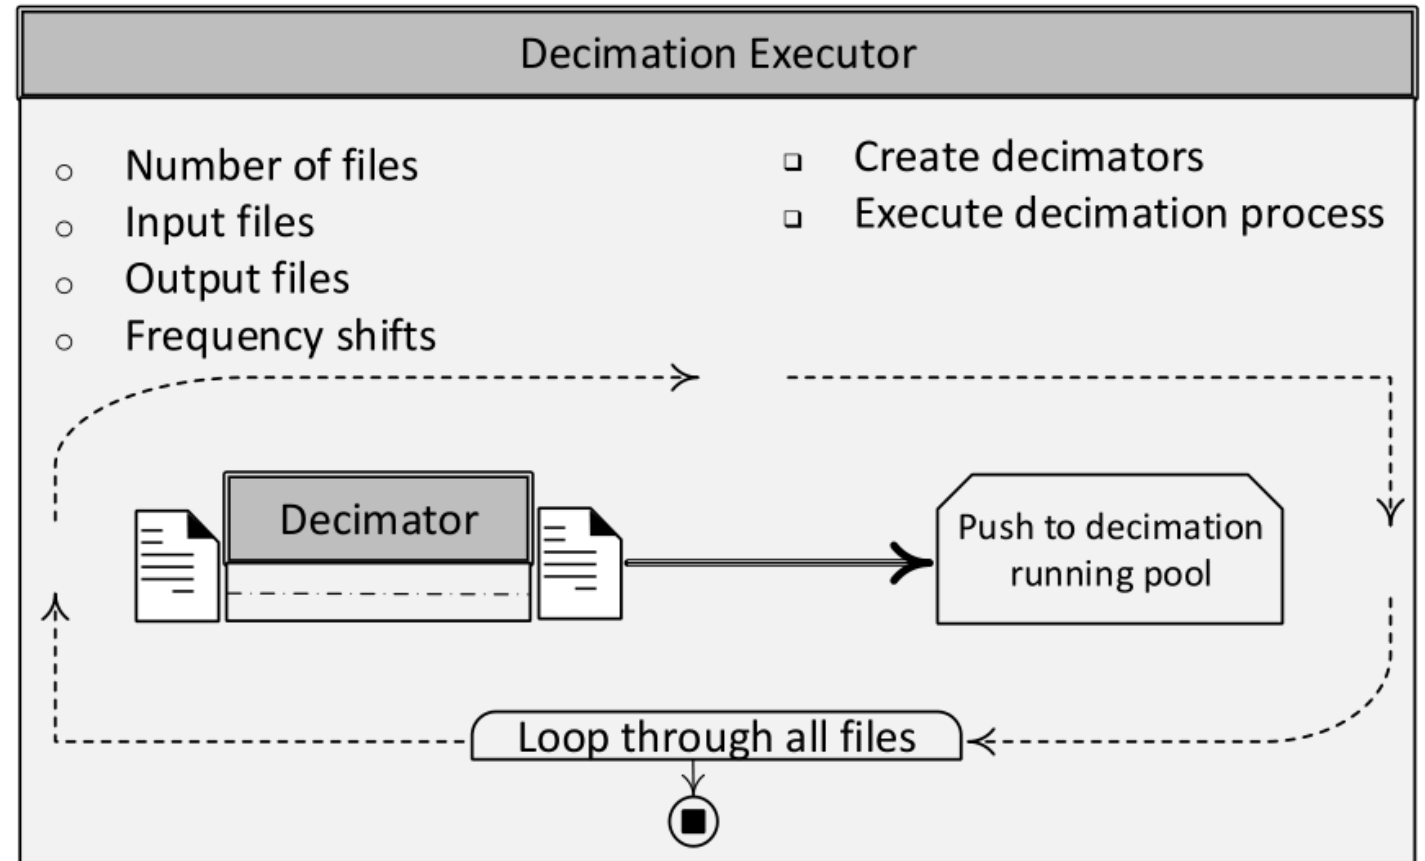 Decimation Executor
Number of files
Input files
Output files
Frequency shifts
Create decimators
Execute decimation process
Decimator
Push to decimation
running pool
Loop through all files